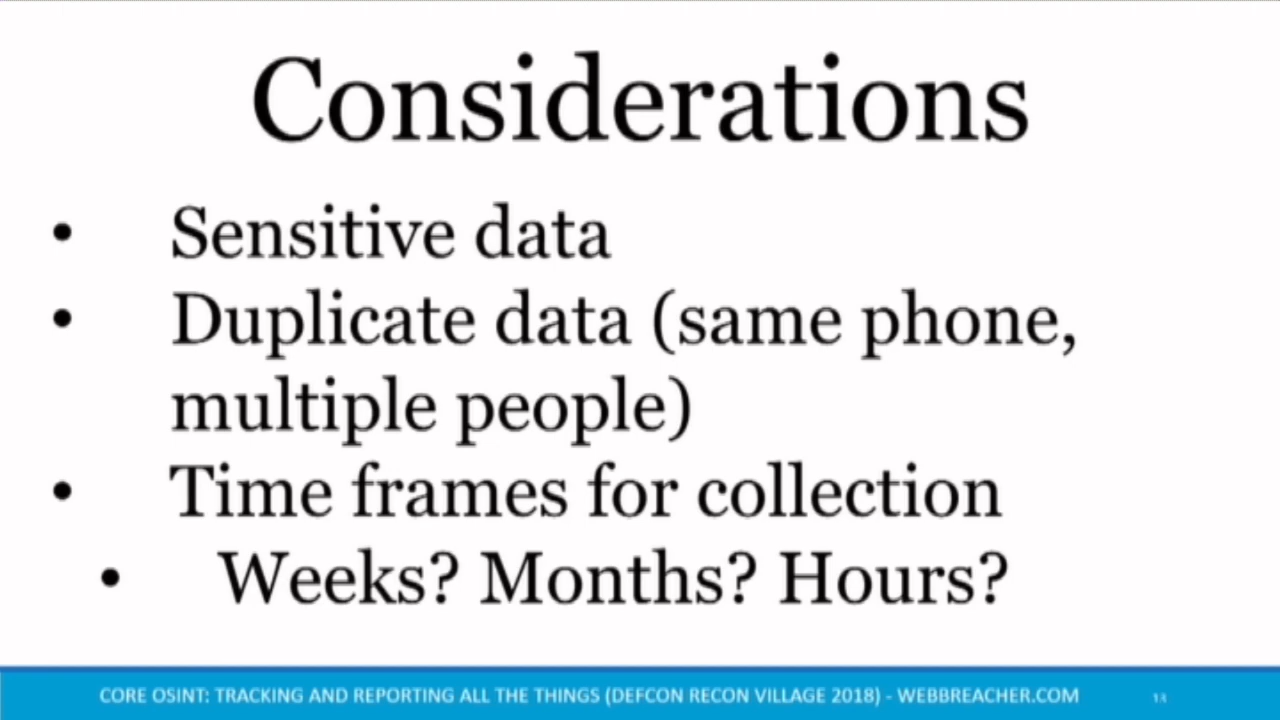 Considerations
• Sensitive data
• Duplicate data (same phone,
multiple people)
• Time frames for collection
• Weeks? Months? Hours?
CORE OSINT: TRACKING AND REPORTING ALL THE THINGS (DEFCON RECON VILLAGE 2018) - WEBBREACHER.COM